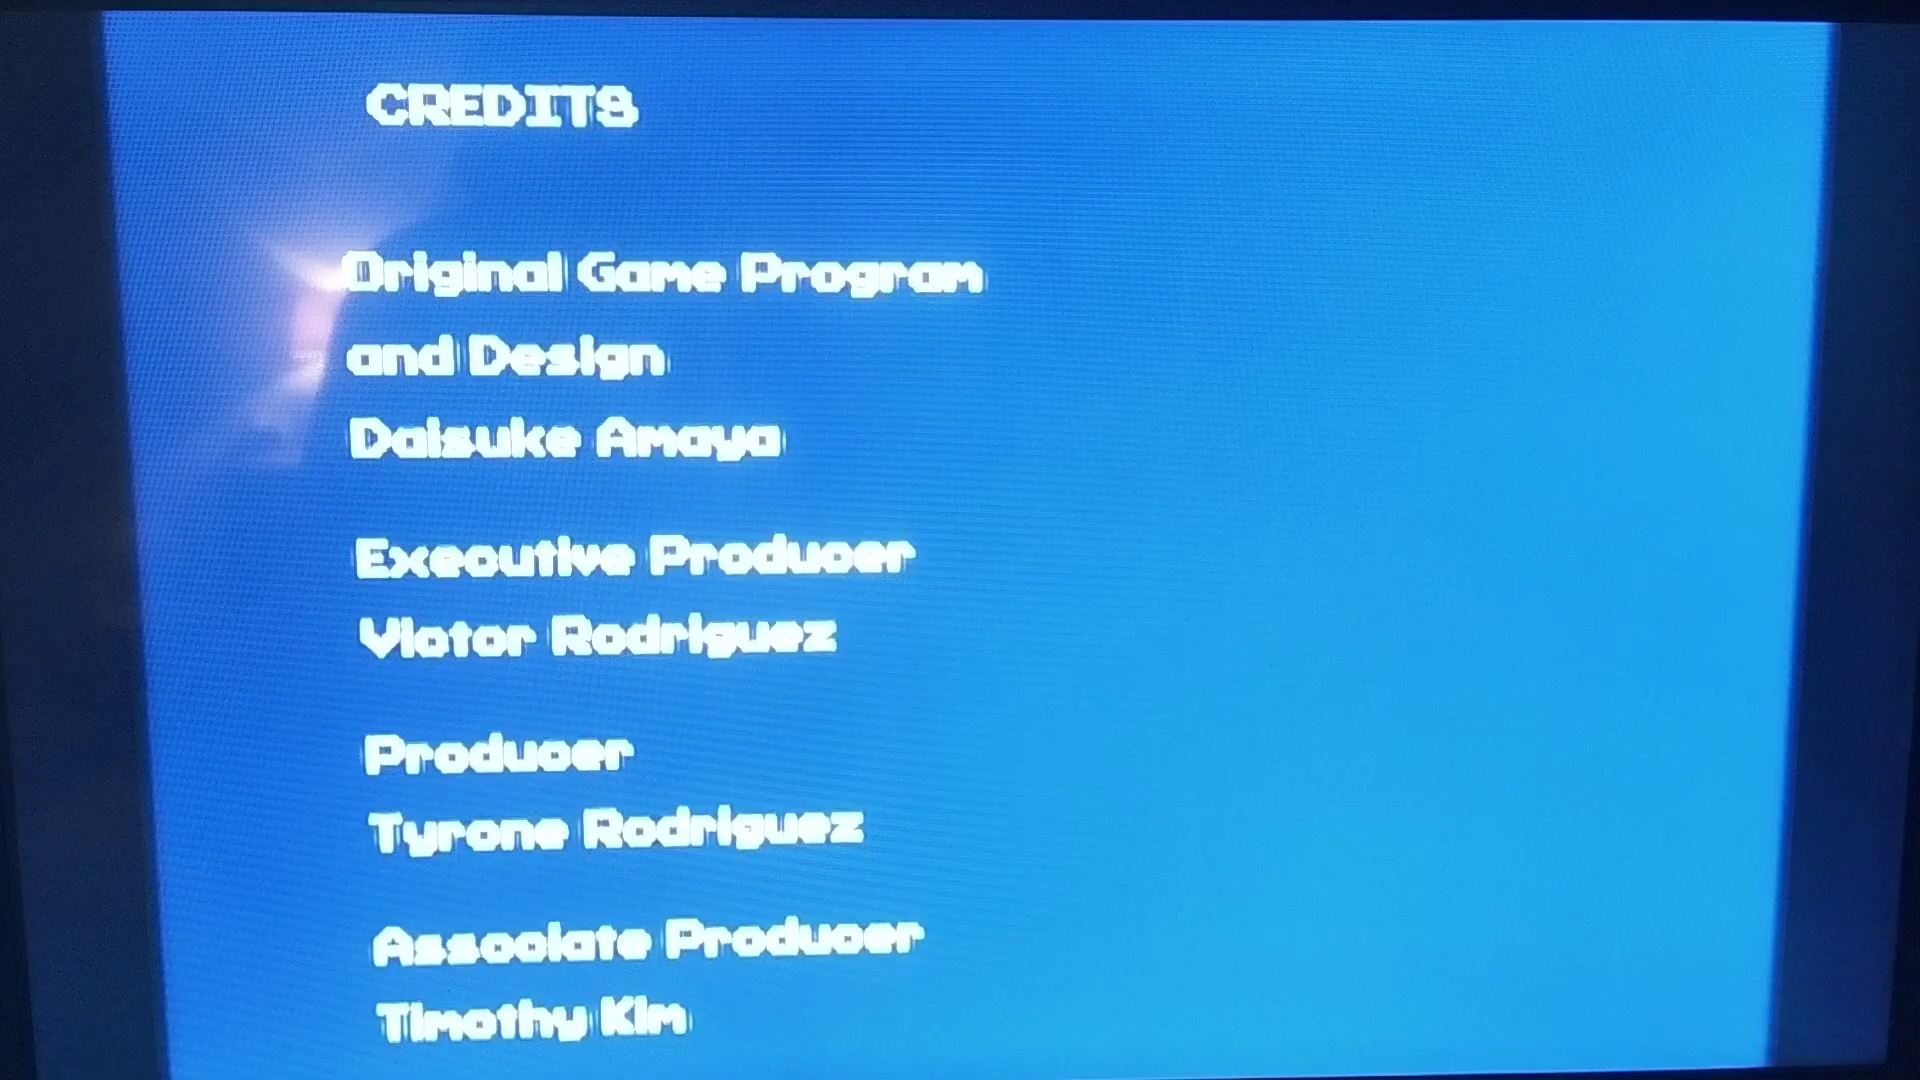 CREDITS
Original Game Program
and Design
Daisuke Amaya
Executive Producer
Victor Rodriguez
Producer
Tyrone Rodriguez
Associate Producer
Timothy Kim